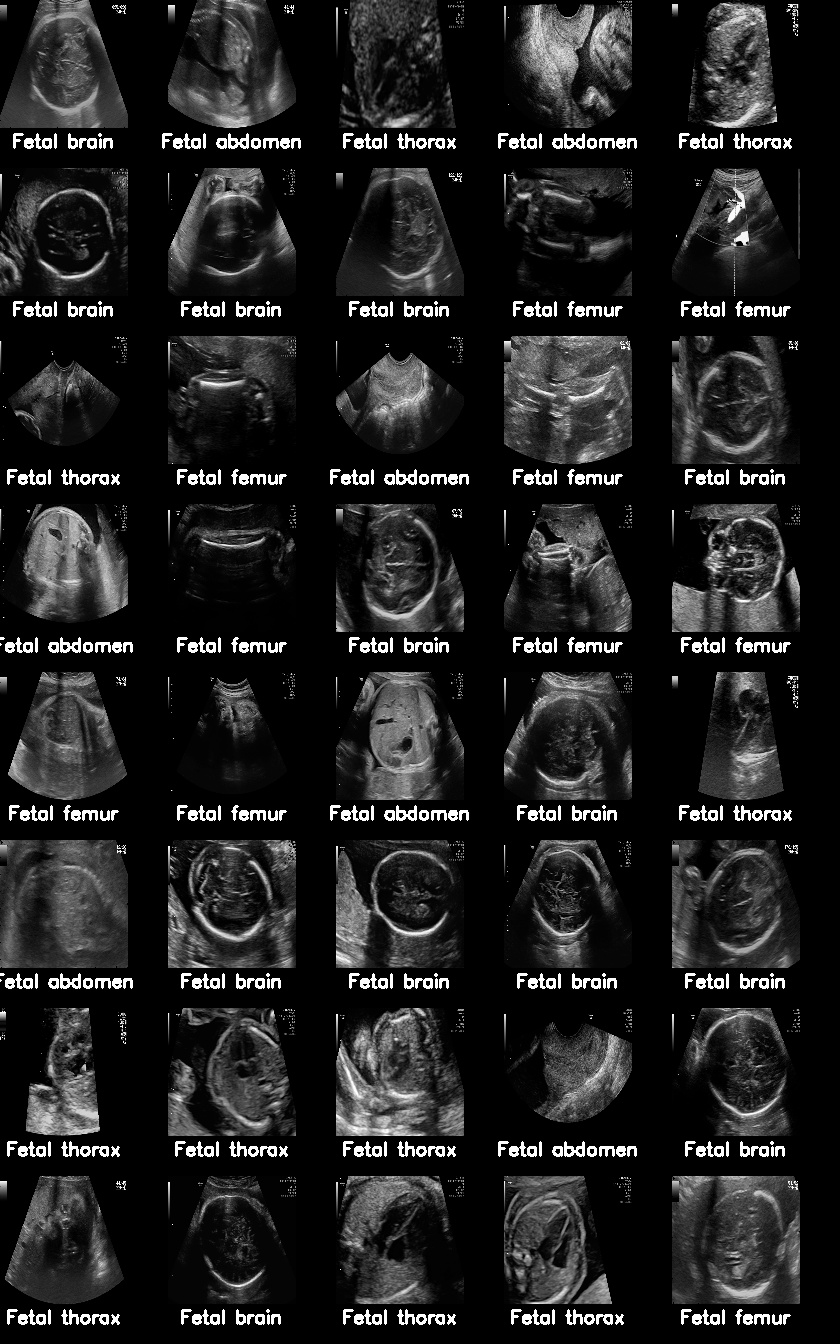 Fetal brain Fetal abdomen Fetal thorax Fetal abdomen Fetal thorax
Fetal brain Fetal brain Fetal brain Fetal femur Fetal femur
Fetal thorax Fetal femur Fetal abdomen Fetal femur Fetal brain
Fetal abdomen Fetal femur Fetal brain Fetal femur Fetal femur
Fetal femur Fetal femur Fetal abdomen Fetal brain Fetal thorax
Fetal abdomen Fetal brain Fetal brain Fetal brain Fetal brain
Fetal thorax Fetal thorax Fetal thorax Fetal abdomen Fetal brain
Fetal thorax Fetal brain Fetal thorax Fetal thorax Fetal femur